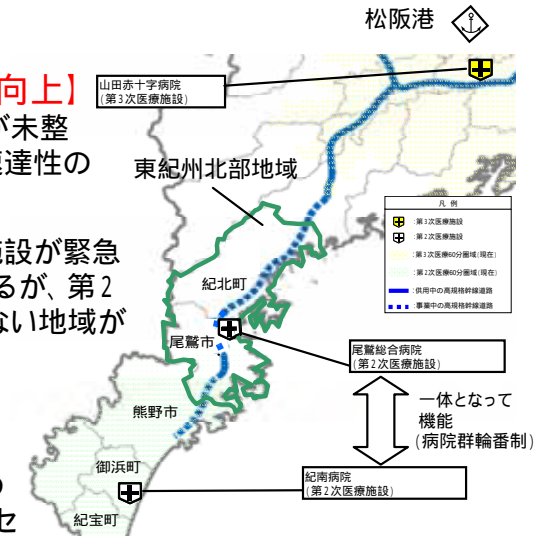 松阪港
向上】
が未整
速達性の
施設が緊急
るが、第2
ない地域が
の
セ
山田赤十字病院
(第3次医療施設)
東紀州北部地域
凡 例
:第3次医療施設
:第2次医療施設
:第3次医療60分圏域(現在)
:第2次医療60分圏域(現在)
:供用中の高規格幹線道路
:事業中の高規格幹線道路
紀北町
尾鷲市
尾鷲総合病院
(第2次医療施設)
一体となって
機能
(病院群輪番制)
熊野市
御浜町
紀南病院
(第2次医療施設)
紀宝町